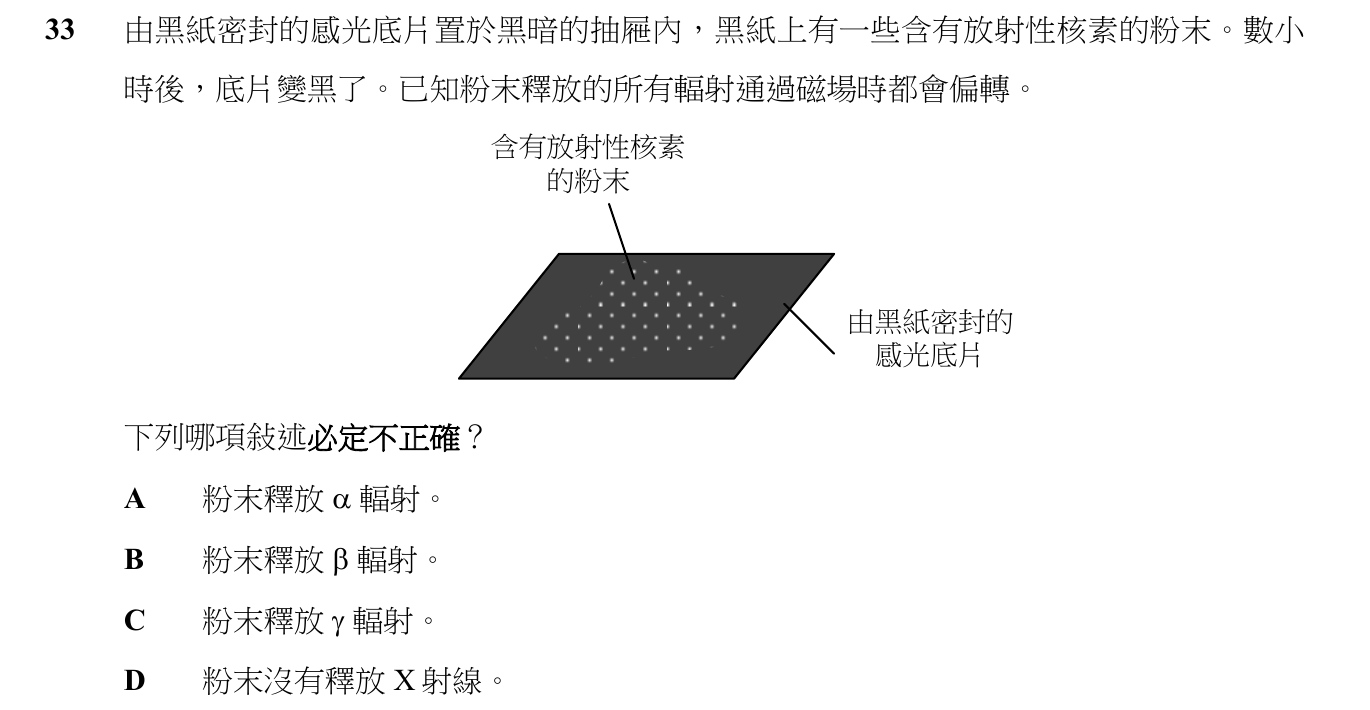 33 由黑紙密封的感光底片置於黑暗的抽屜內，黑紙上有一些含有放射性核素的粉末。數小
時後，底片變黑了。已知粉末釋放的所有輻射通過磁場時都會偏轉。
含有放射性核素
的粉末
由黑紙密封的
感光底片
下列哪項敍述必定不正確？
A 粉末釋放 α 輻射。
B 粉末釋放 β 輻射。
C 粉末釋放 γ 輻射。
D 粉末沒有釋放 X 射線。